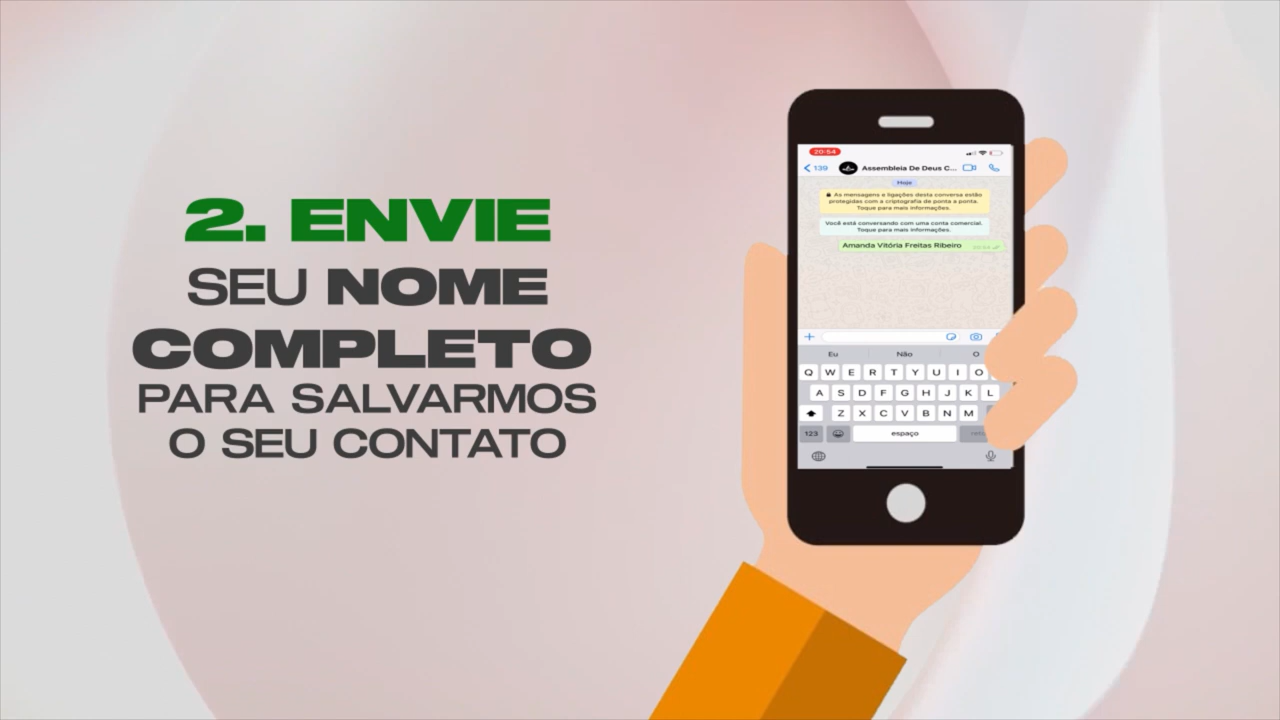 2. ENVIE
SEU NOME
COMPLETO
PARA SALVARMOS
O SEU CONTATO
20:54
139
Assembleia De Deus C...
Hoje
As mensagens e ligações desta conversa estão
protegidas com a criptografia de ponta a ponta.
Toque para mais informações.
Você está conversando com uma conta comercial.
Toque para mais informações.
Amanda Vitória Freitas Ribeiro
Eu Não O
Q W E R T Y U I O
A S D F G H J K L
Z X C V B N M
123 espaço